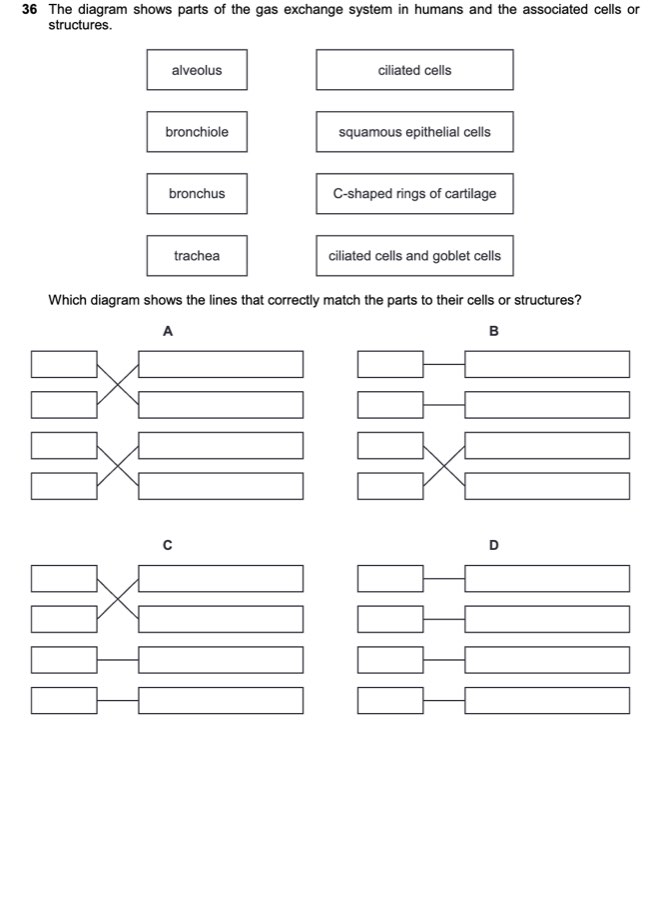 36 The diagram shows parts of the gas exchange system in humans and the associated cells or
structures.
alveolus
ciliated cells
bronchiole
squamous epithelial cells
bronchus
C-shaped rings of cartilage
trachea
ciliated cells and goblet cells
Which diagram shows the lines that correctly match the parts to their cells or structures?
A
B
C
D